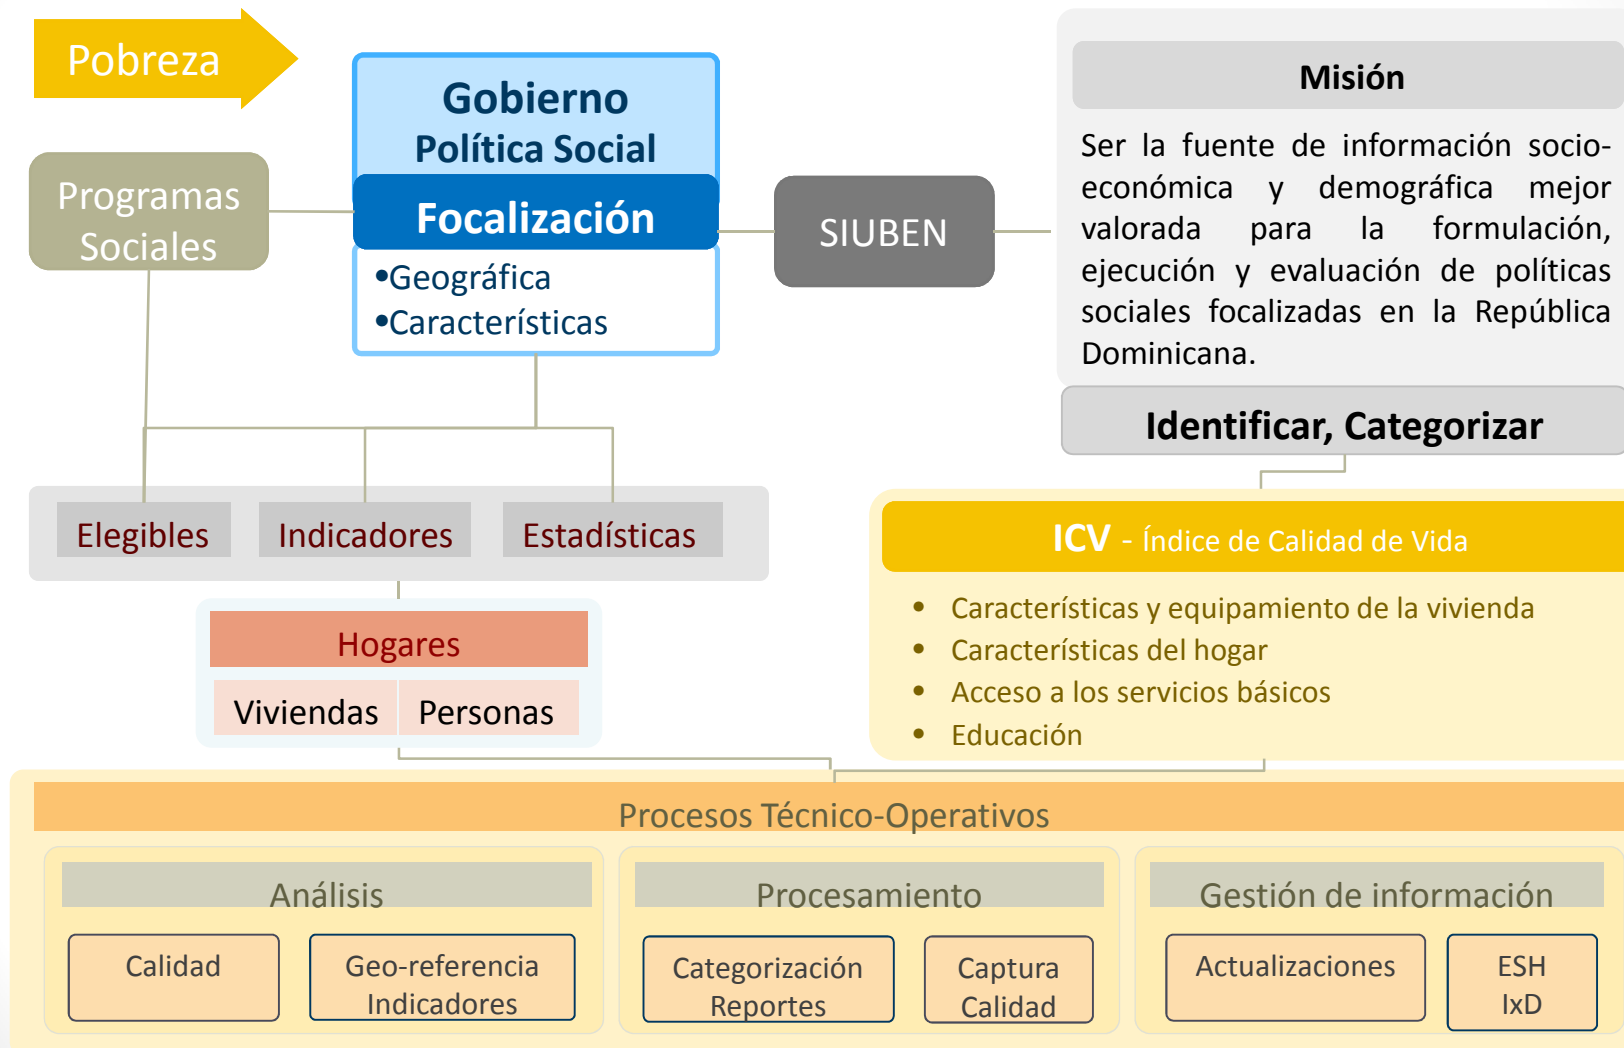 Pobreza
Gobierno
Política Social
Focalización
•Geográfica
•Características
Programas
Sociales
SIUBEN
Misión
Ser la fuente de información socio-
económica y demográfica mejor
valorada para la formulación,
ejecución y evaluación de políticas
sociales focalizadas en la República
Dominicana.
Identificar, Categorizar
Elegibles
Indicadores
Estadísticas
Hogares
Viviendas
Personas
ICV - Índice de Calidad de Vida
• Características y equipamiento de la vivienda
• Características del hogar
• Acceso a los servicios básicos
• Educación
Procesos Técnico-Operativos
Análisis
Calidad
Geo-referencia
Indicadores
Procesamiento
Categorización
Reportes
Captura
Calidad
Gestión de información
Actualizaciones
ESH
IxD